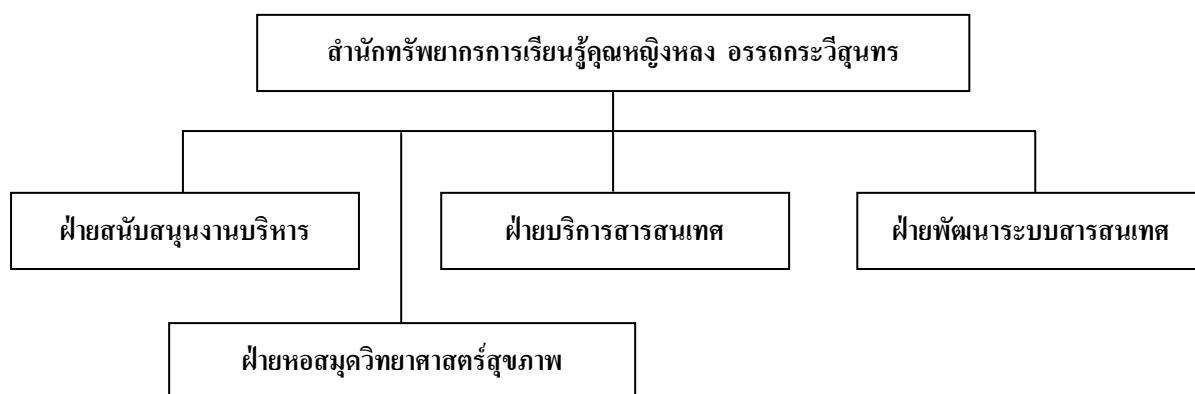 สำนักทรัพยากรการเรียนรู้คุณหญิงหลง อรรถกระวีสุนทร
ฝ่ายสนับสนุนงานบริหาร
ฝ่ายบริการสารสนเทศ
ฝ่ายพัฒนาระบบสารสนเทศ
ฝ่ายหอสมุดวิทยาศาสตร์สุขภาพ